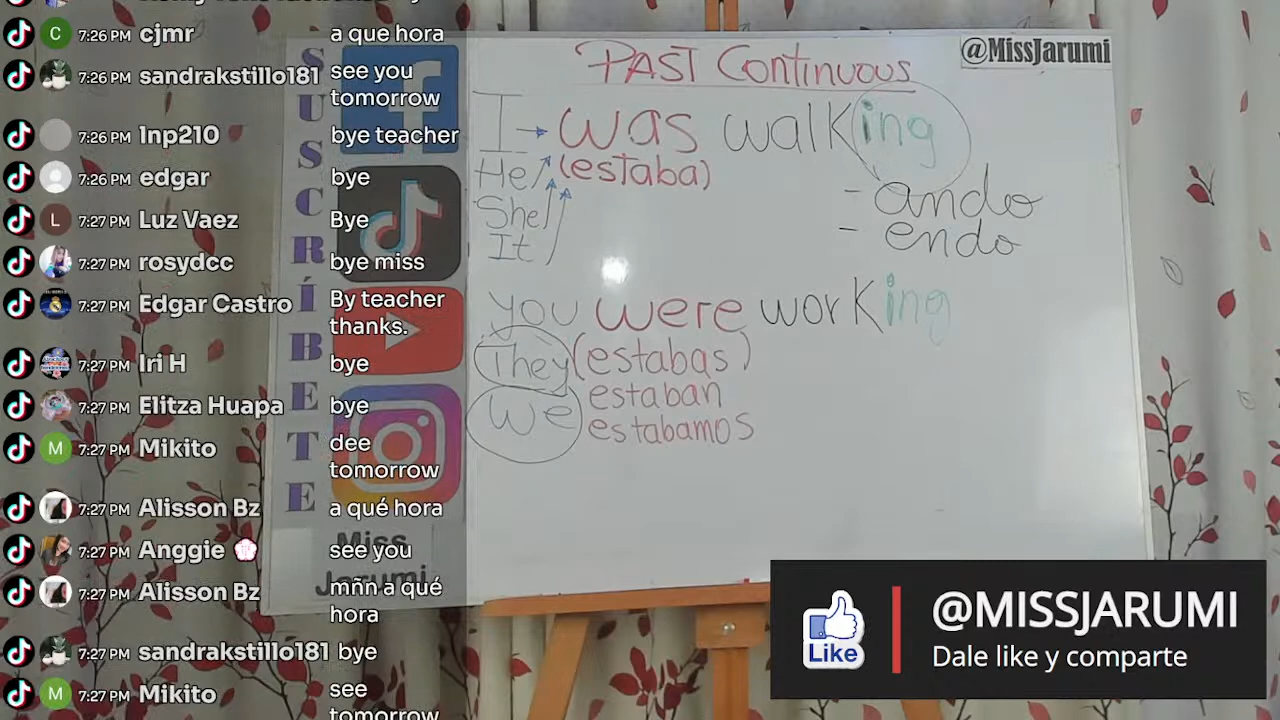 7:26 PM cjmr a que hora
7:26 PM sandrakstillo181 see you
tomorrow
7:26 PM lnp210 bye teacher
7:26 PM edgar bye
7:27 PM Luz Vaez Bye
7:27 PM rosydcc bye miss
7:27 PM Edgar Castro By teacher
thanks.
7:27 PM Iri H bye
7:27 PM Elitza Huapa bye
7:27 PM Mikito dee
tomorrow
7:27 PM Alisson Bz a qué hora
7:27 PM Anggie see you
7:27 PM Alisson Bz mñn a qué
hora
7:27 PM sandrakstillo181 bye
7:27 PM Mikito see
tomorrow
SUSCRÍBETE
Miss
Jarumi
@MissJarumi
PAST Continuous
I was walking
He (estaba)
She
It
- ando
- endo
you were working
They (estabas)
estaban
We
estabamos
Like
@MISSJARUMI
Dale like y comparte